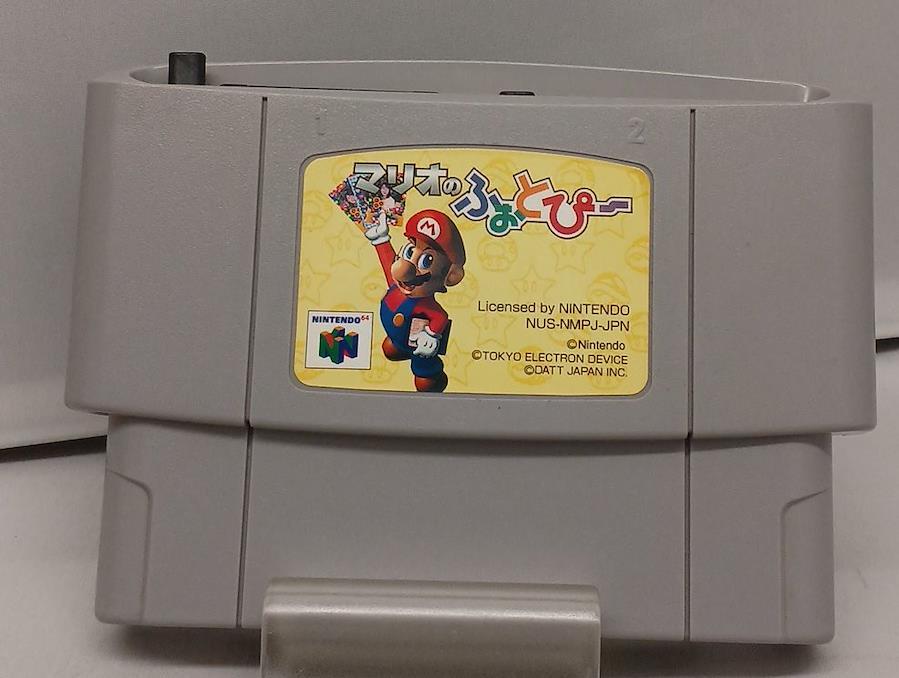 1
2
マリオの
ふぉとぴー
M
Licensed by NINTENDO
NUS-NMPJ-JPN
NINTENDO64
©Nintendo
©TOKYO ELECTRON DEVICE
©DATT JAPAN INC.